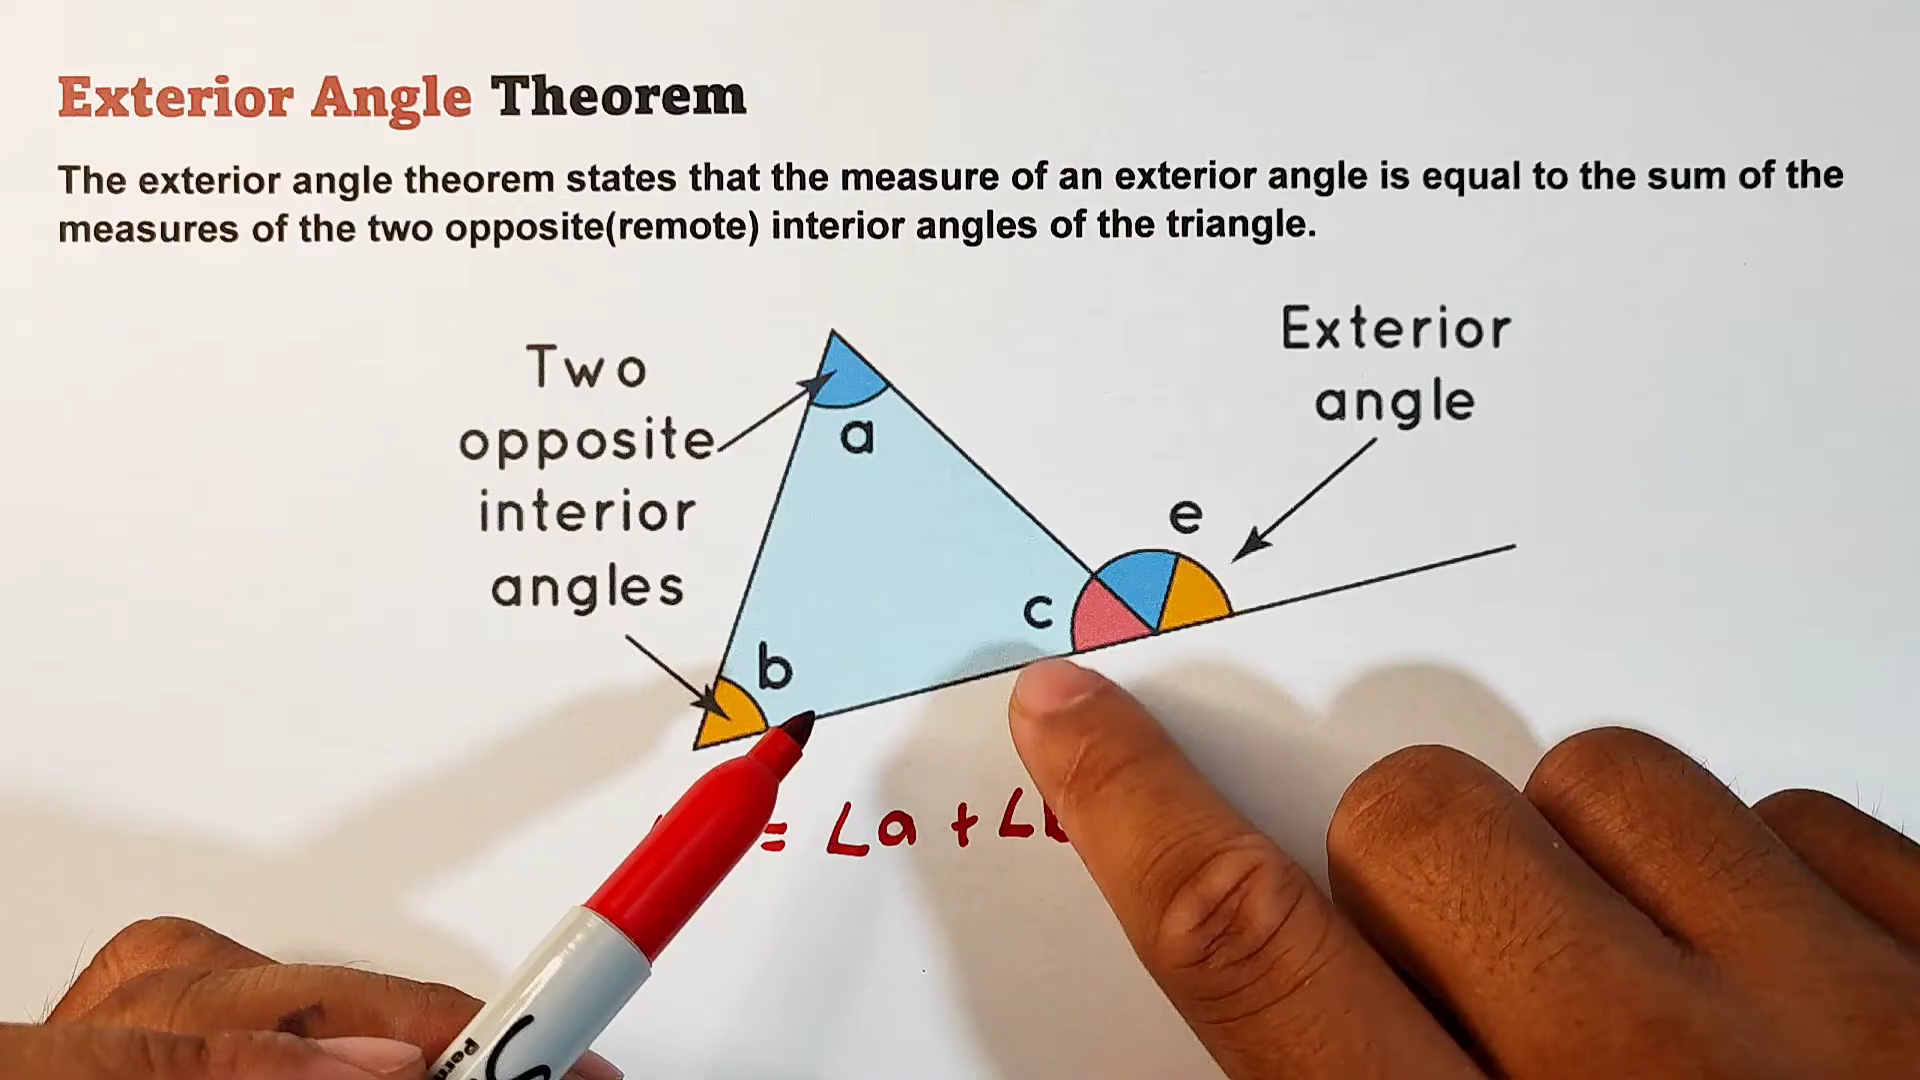 Exterior Angle Theorem
The exterior angle theorem states that the measure of an exterior angle is equal to the sum of the
measures of the two opposite(remote) interior angles of the triangle.
Two
opposite
interior
angles
Exterior
angle
a
e
c
b
= ∠a + ∠